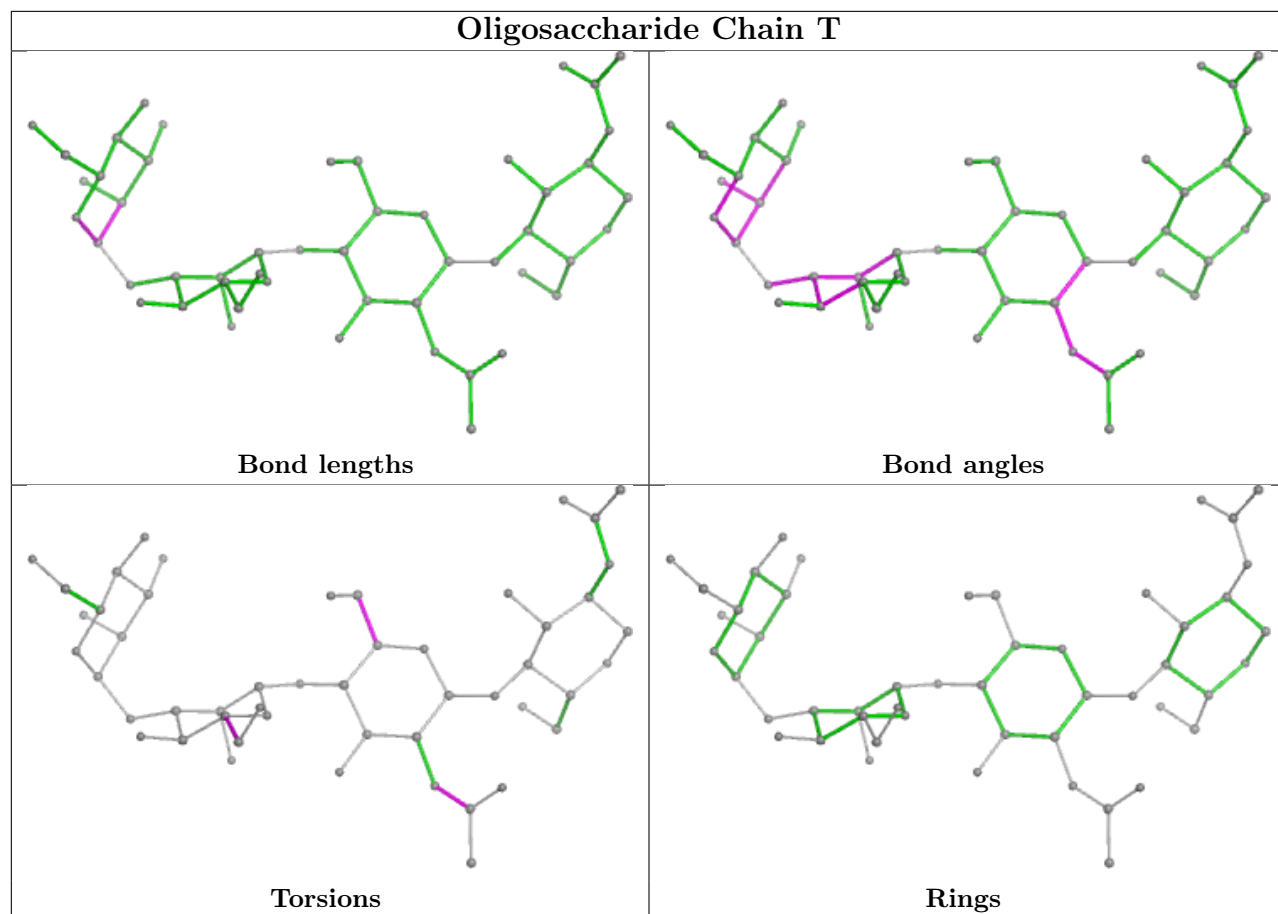 Oligosaccharide Chain T
Bond lengths
Bond angles
Torsions
Rings